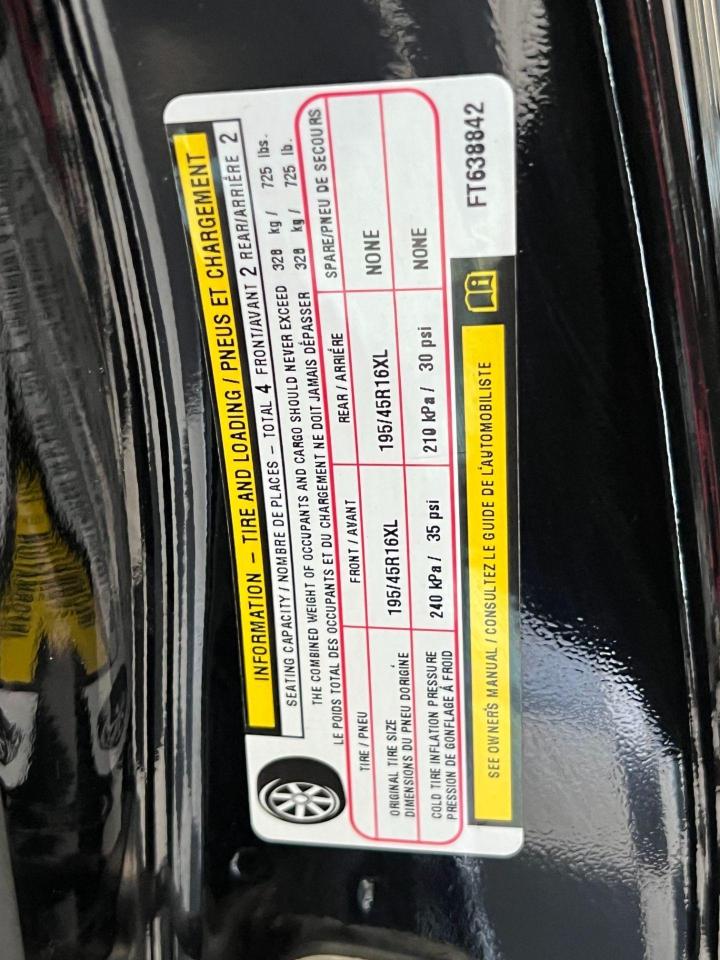 INFORMATION – TIRE AND LOADING / PNEUS ET CHARGEMENT
SEATING CAPACITY / NOMBRE DE PLACES – TOTAL 4 FRONT/AVANT 2 REAR/ARRIÈRE 2
THE COMBINED WEIGHT OF OCCUPANTS AND CARGO SHOULD NEVER EXCEED 328 kg / 725 lbs.
LE POIDS TOTAL DES OCCUPANTS ET DU CHARGEMENT NE DOIT JAMAIS DÉPASSER 328 kg / 725 lb.
TIRE / PNEU FRONT / AVANT REAR / ARRIÈRE SPARE/PNEU DE SECOURS
ORIGINAL TIRE SIZE
DIMENSIONS DU PNEU DORIGINE 195/45R16XL 195/45R16XL NONE
COLD TIRE INFLATION PRESSURE
PRESSION DE GONFLAGE À FROID 240 kPa / 35 psi 210 kPa / 30 psi NONE
SEE OWNER'S MANUAL / CONSULTEZ LE GUIDE DE L'AUTOMOBILISTE
FT638842